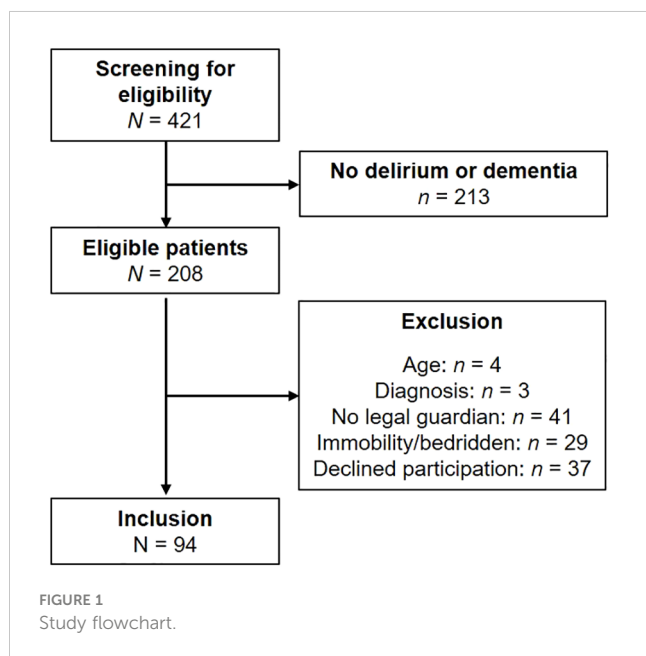 Screening for
eligibility
N = 421
No delirium or dementia
n = 213
Eligible patients
N = 208
Exclusion
Age: n = 4
Diagnosis: n = 3
No legal guardian: n = 41
Immobility/bedridden: n = 29
Declined participation: n = 37
Inclusion
N = 94
FIGURE 1
Study flowchart.